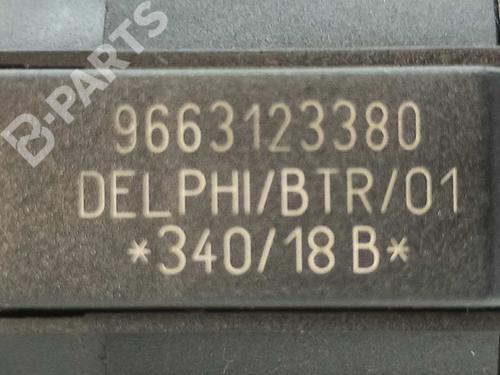 B-PARTS
9663123380
DELPHI/BTR/01
*340/18 B*